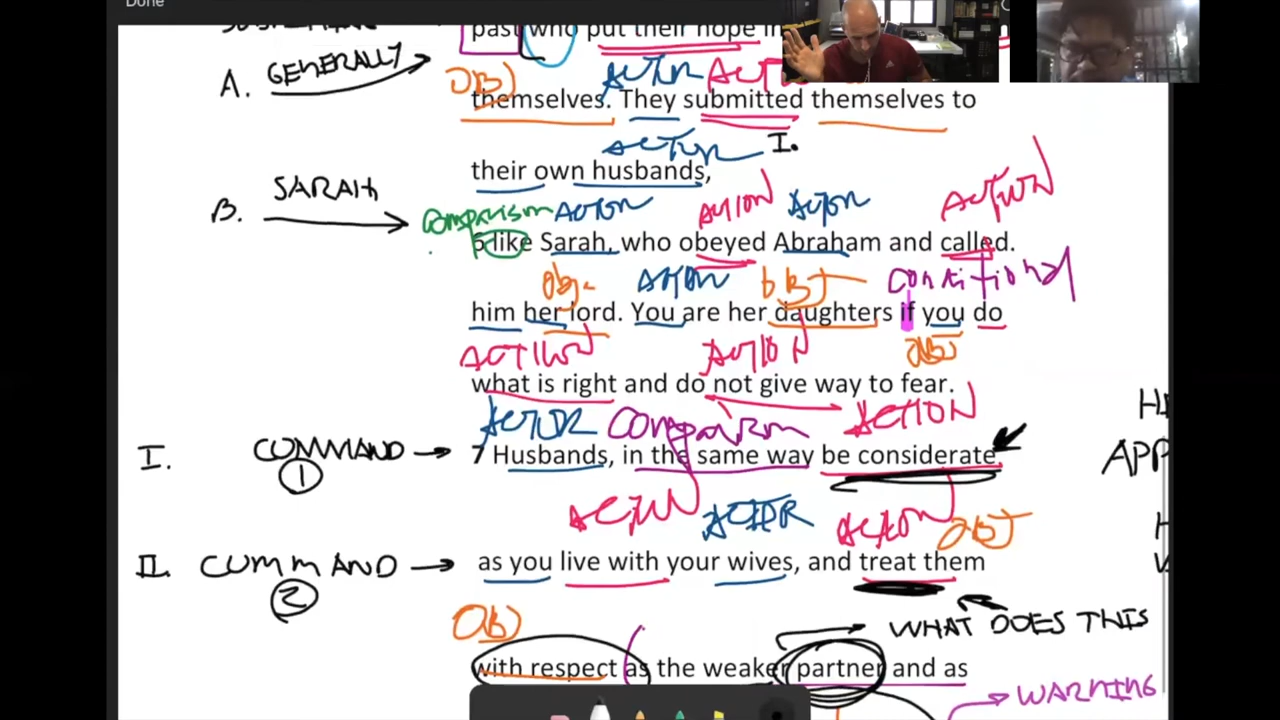 Done
past who put their hope in
A. GENERALLY
OBJ ACTOR
themselves. They submitted themselves to
ACTOR I.
their own husbands,
B. SARAH
Comparison ACTOR ACTION ACTOR ACTION
6 like Sarah, who obeyed Abraham and called.
Obj. ACTOR OBJ Conditional
him her lord. You are her daughters if you do
ACTION ACTION OBJ
what is right and do not give way to fear.
ACTOR Comparism ACTION
I. COMMAND → 7 Husbands, in the same way be considerate.
1
ACTION ACTOR ACTION OBJ
II. COMMAND → as you live with your wives, and treat them
2
OBJ WHAT DOES THIS
with respect as the weaker partner and as
WARNING